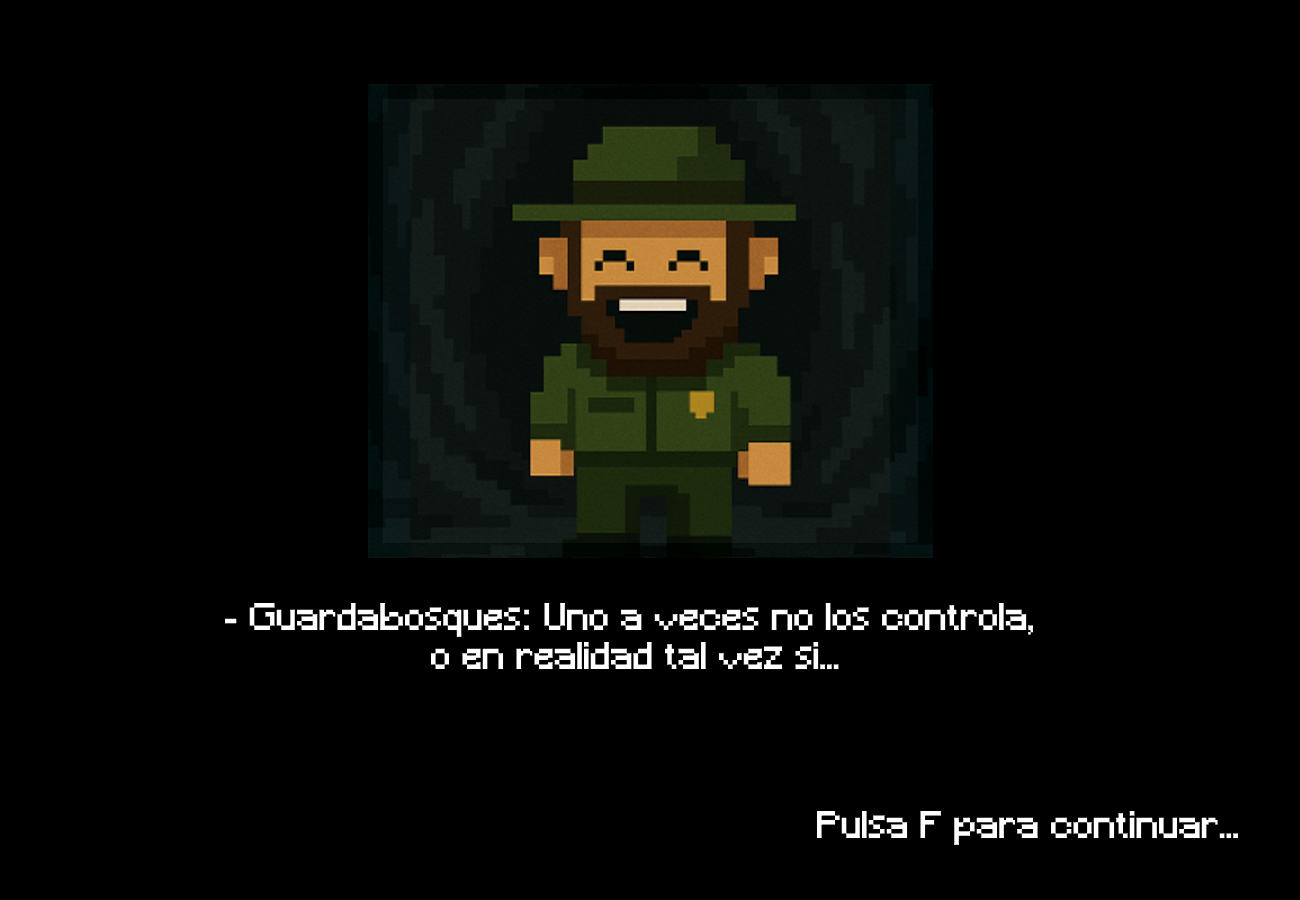 - Guardabosques: Uno a veces no los controla,
o en realidad tal vez si...
Pulsa F para continuar...